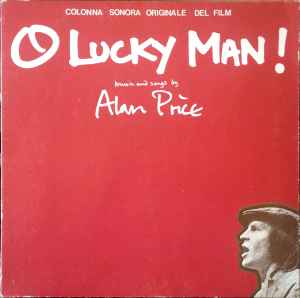 COLONNA SONORA ORIGINALE DEL FILM
O LUCKY MAN!
music and songs by
Alan Price